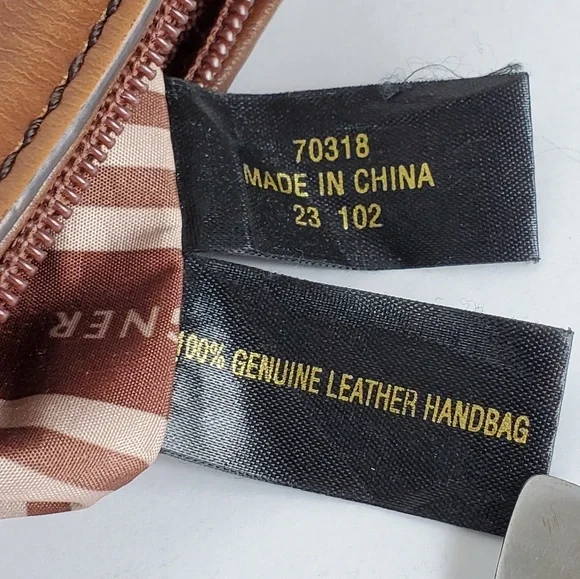 70318
MADE IN CHINA
23 102
100% GENUINE LEATHER HANDBAG